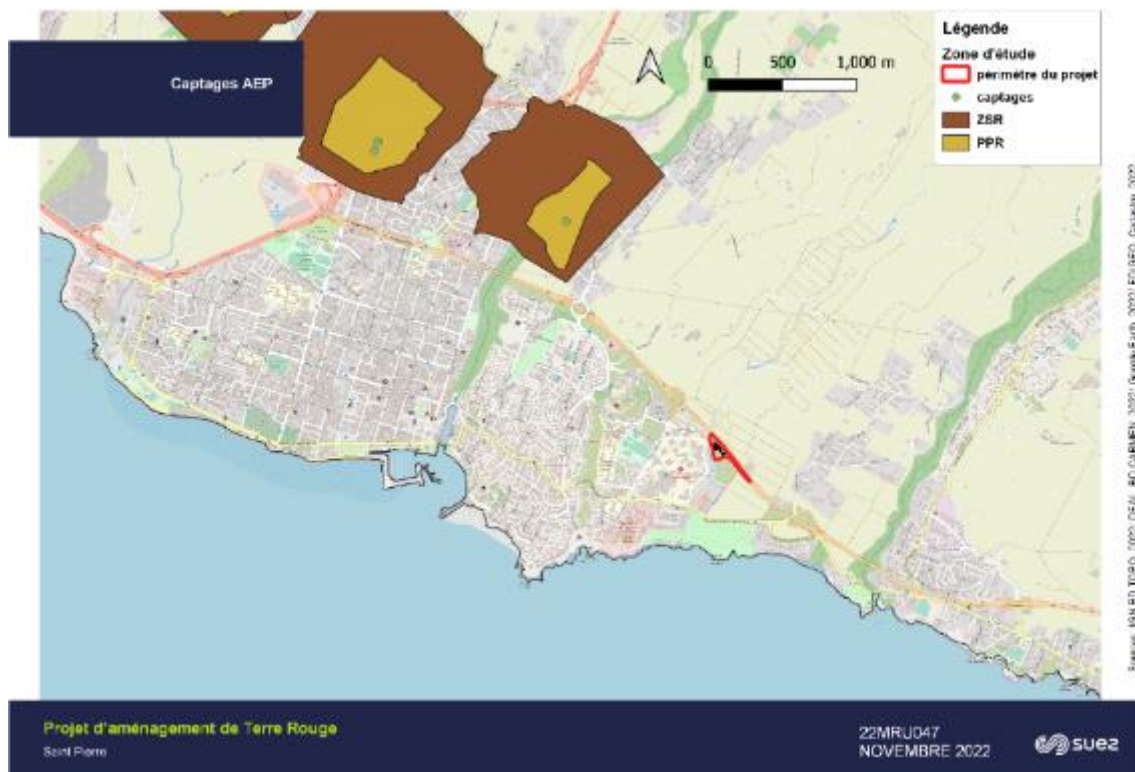 Captages AEP
Légende
Zone d'étude
périmètre du projet
captages
ZSR
PPR
0 500 1,000 m
Projet d'aménagement de Terre Rouge
Saint Pierre
22MRU047
NOVEMBRE 2022
suez